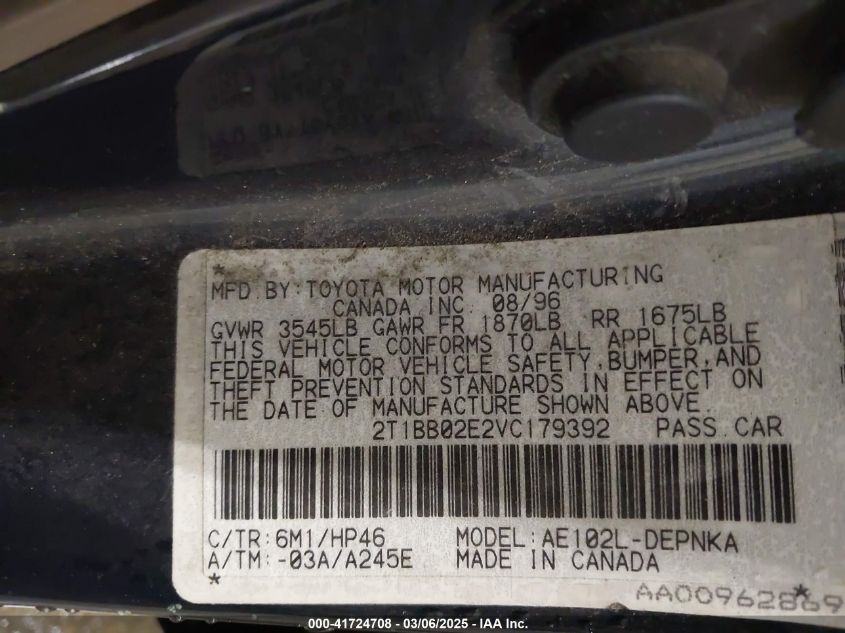 *
MFD.BY:TOYOTA MOTOR MANUFACTURING
CANADA INC. 08/96
GVWR 3545LB GAWR FR 1870LB RR 1675LB
THIS VEHICLE CONFORMS TO ALL APPLICABLE
FEDERAL MOTOR VEHICLE SAFETY,BUMPER,AND
THEFT PREVENTION STANDARDS IN EFFECT ON
THE DATE OF MANUFACTURE SHOWN ABOVE.
2T1BB02E2VC179392 PASS.CAR
C/TR:6M1/HP46 MODEL:AE102L-DEPNKA
A/TM:-03A/A245E MADE IN CANADA
* *
AA00962869
000-41724708 - 03/06/2025 - IAA Inc.